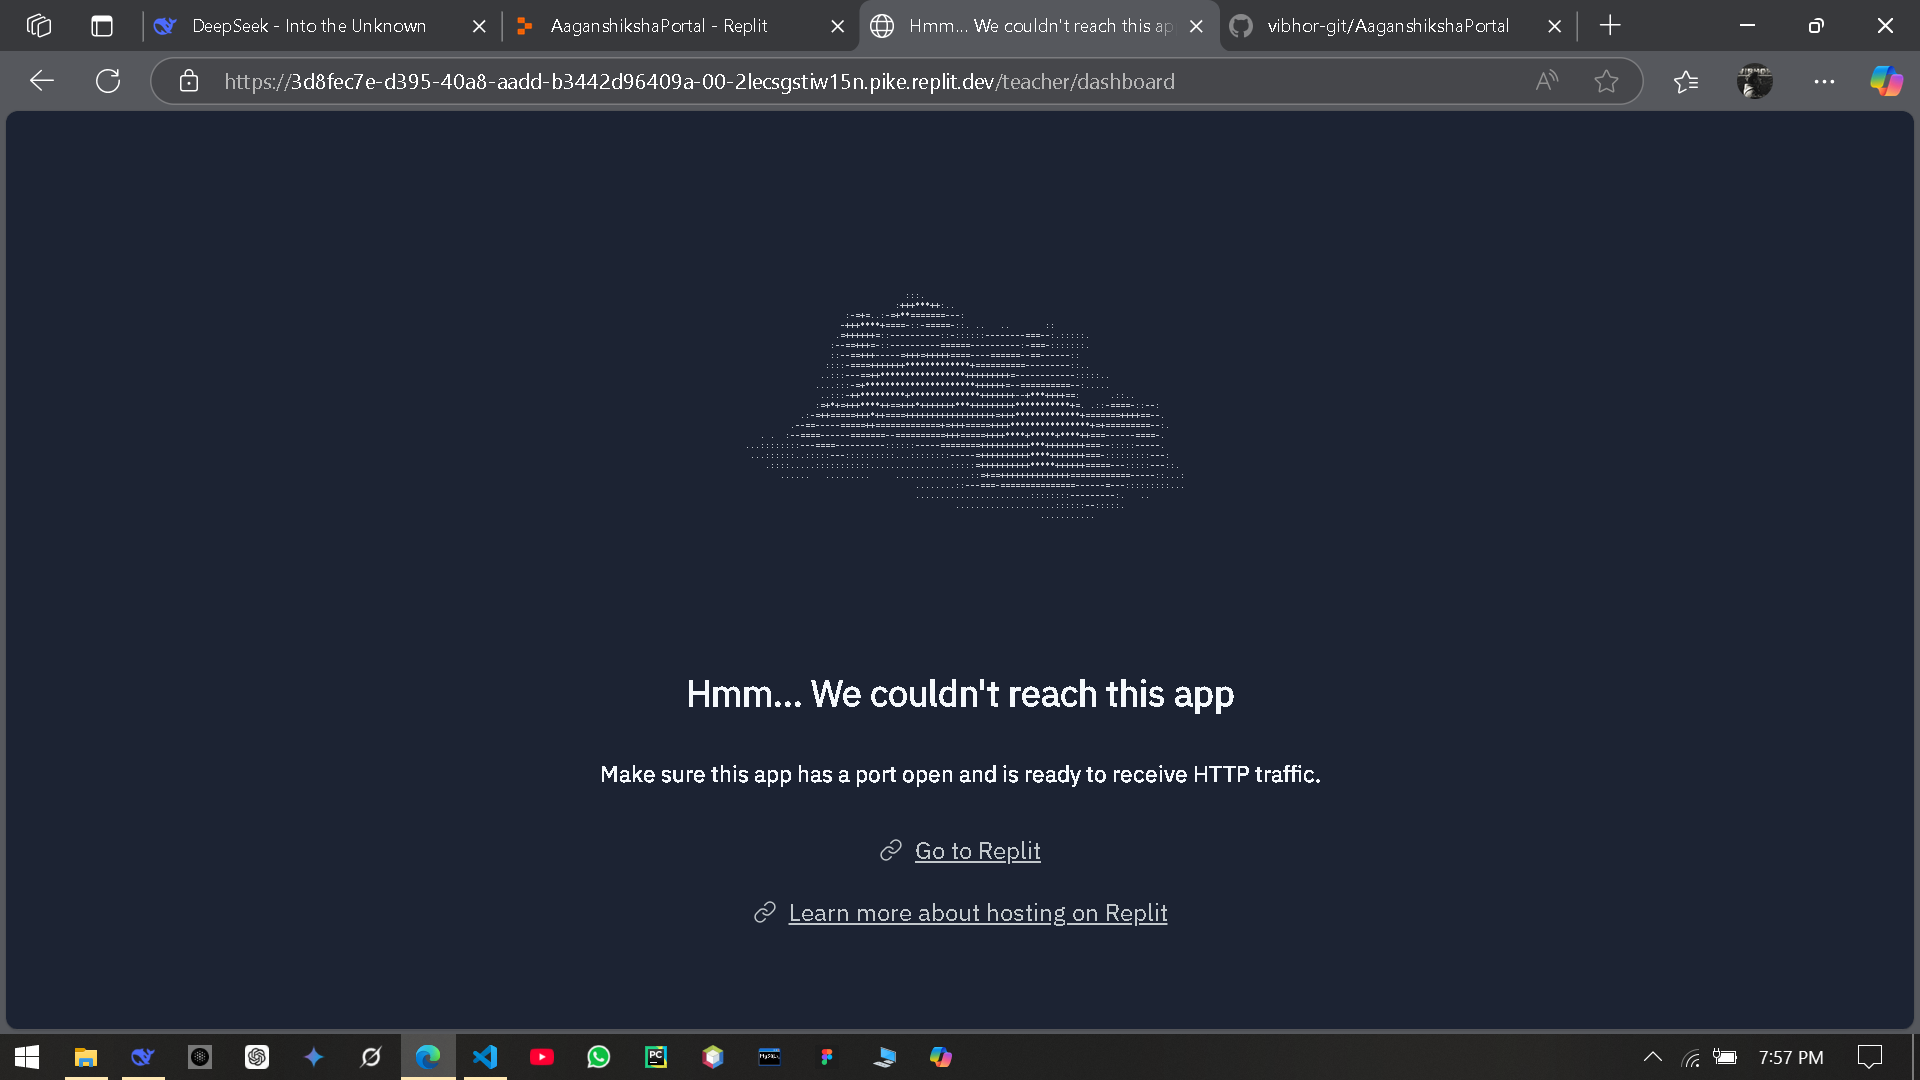 DeepSeek - Into the Unknown
AaganshikshaPortal - Replit
Hmm... We couldn't reach this ap
vibhor-git/AaganshikshaPortal
https://3d8fec7e-d395-40a8-aadd-b3442d96409a-00-2lecsgstiw15n.pike.replit.dev/teacher/dashboard
Hmm... We couldn't reach this app
Make sure this app has a port open and is ready to receive HTTP traffic.
Go to Replit
Learn more about hosting on Replit
PC
MySQL
7:57 PM